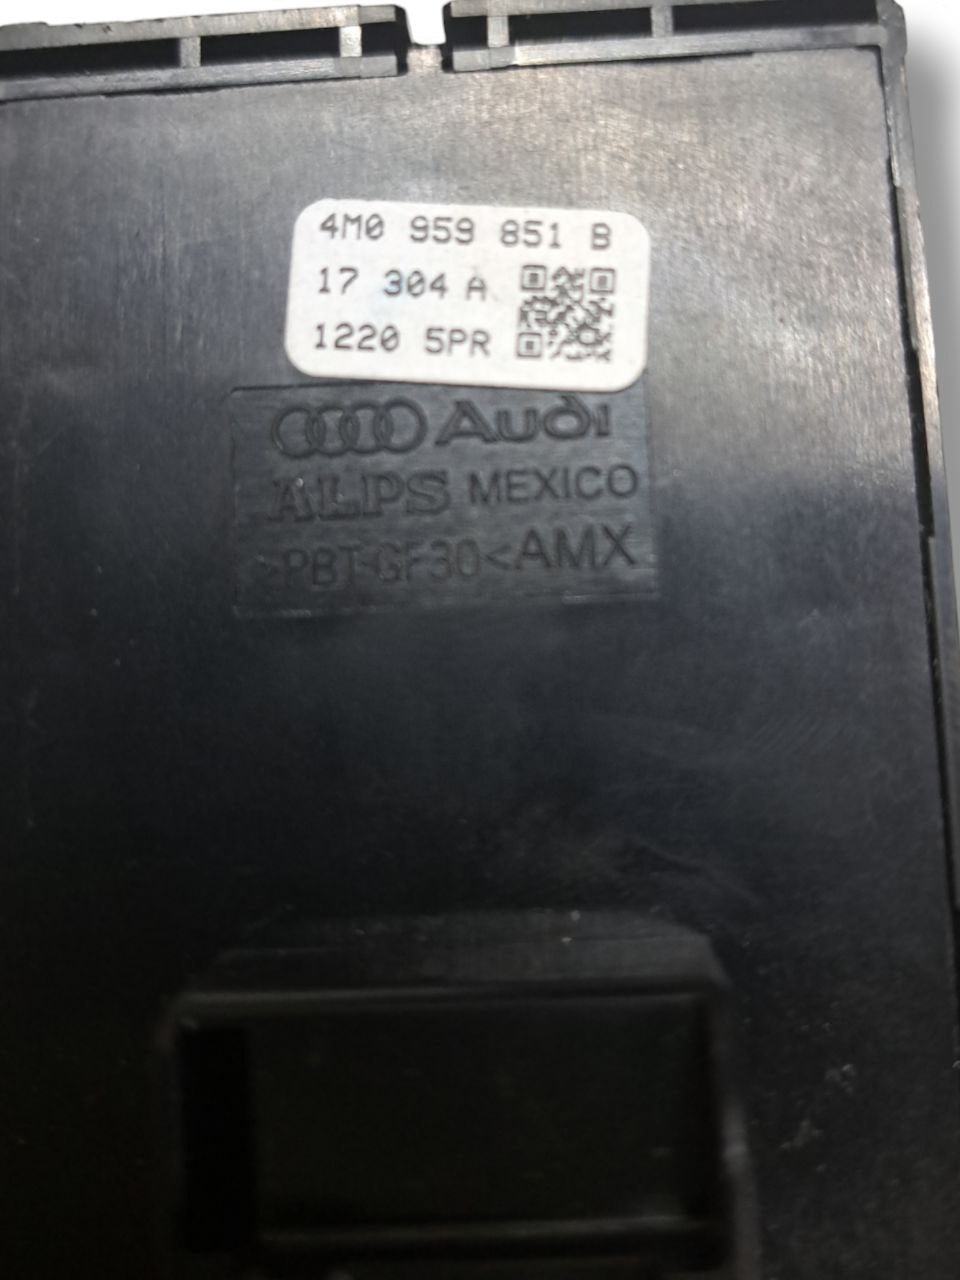 4M0 959 851 B
17 304 A
1220 5PR
Audi
ALPS MEXICO
>PBT-GF30<AMX